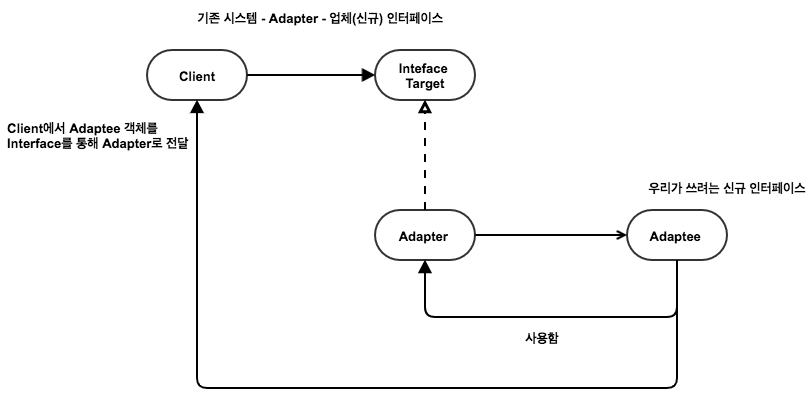 기존 시스템 - Adapter - 업체(신규) 인터페이스
Client
Inteface
Target
Client에서 Adaptee 객체를
Interface를 통해 Adapter로 전달
우리가 쓰려는 신규 인터페이스
Adapter
Adaptee
사용함